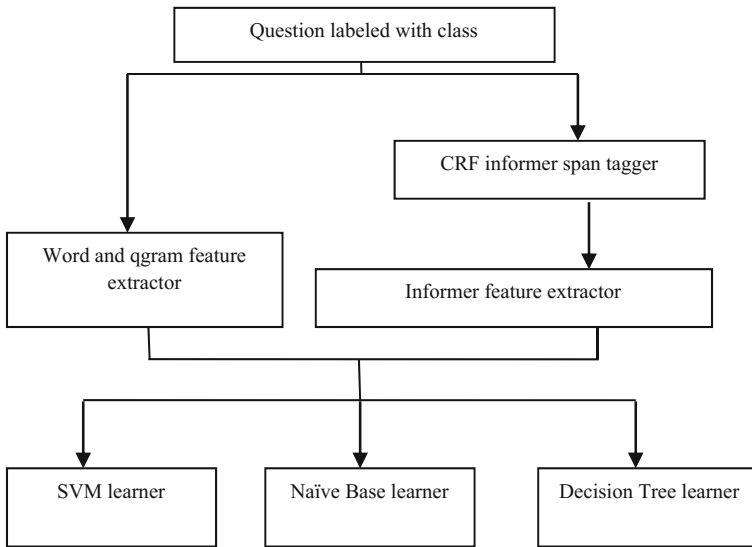 Question labeled with class
CRF informer span tagger
Word and qgram feature
extractor
Informer feature extractor
SVM learner
Naïve Base learner
Decision Tree learner